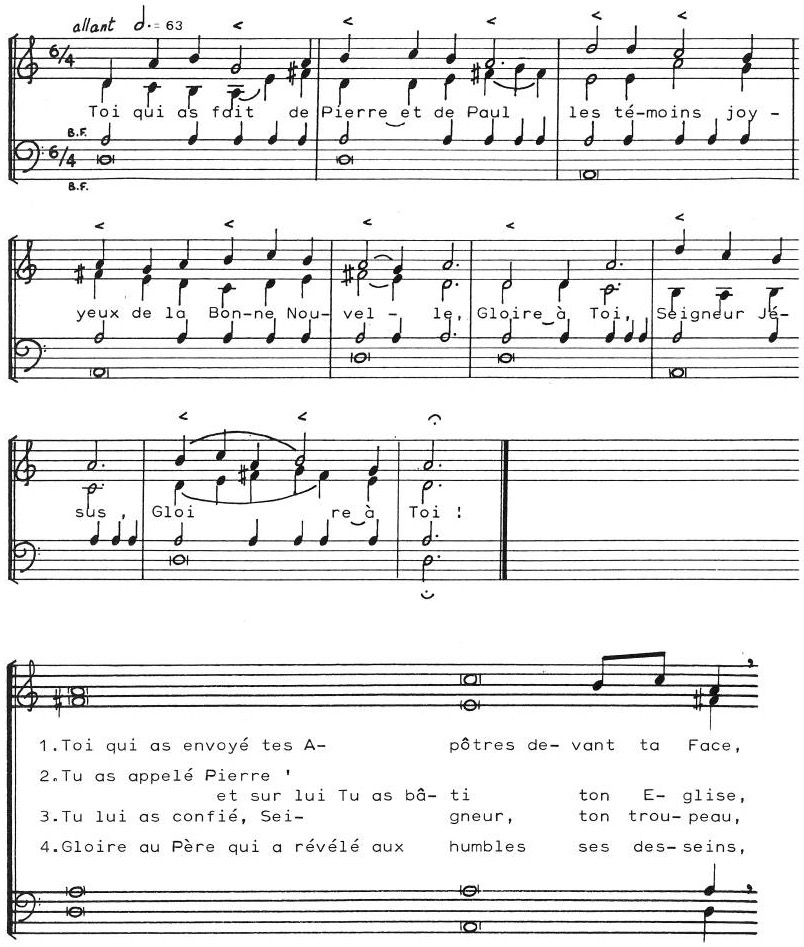 allant 𝅗𝅥. = 63
6/4
Toi qui as fait de Pierre et de Paul les té-moins joy -
B.F.
6/4
B.F.
yeux de la Bon-ne Nou- vel - le, Gloire à Toi, Seigneur Jé-
sus , Gloi re à Toi !
1.Toi qui as envoyé tes A- pôtres de- vant ta Face,
2.Tu as appelé Pierre '
et sur lui Tu as bâ- ti ton E- glise,
3.Tu lui as confié, Sei- gneur, ton trou- peau,
4.Gloire au Père qui a révélé aux humbles ses des- seins,